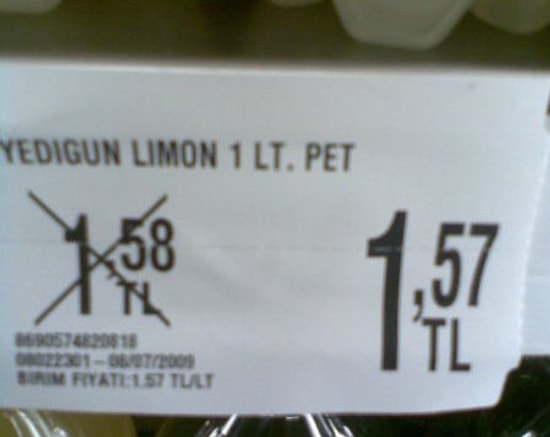 YEDIGUN LIMON 1 LT. PET
1,58 TL
1,57 TL
8690574820818
08022301-08/07/2009
BIRIM FIYATI:1.57 TL/LT